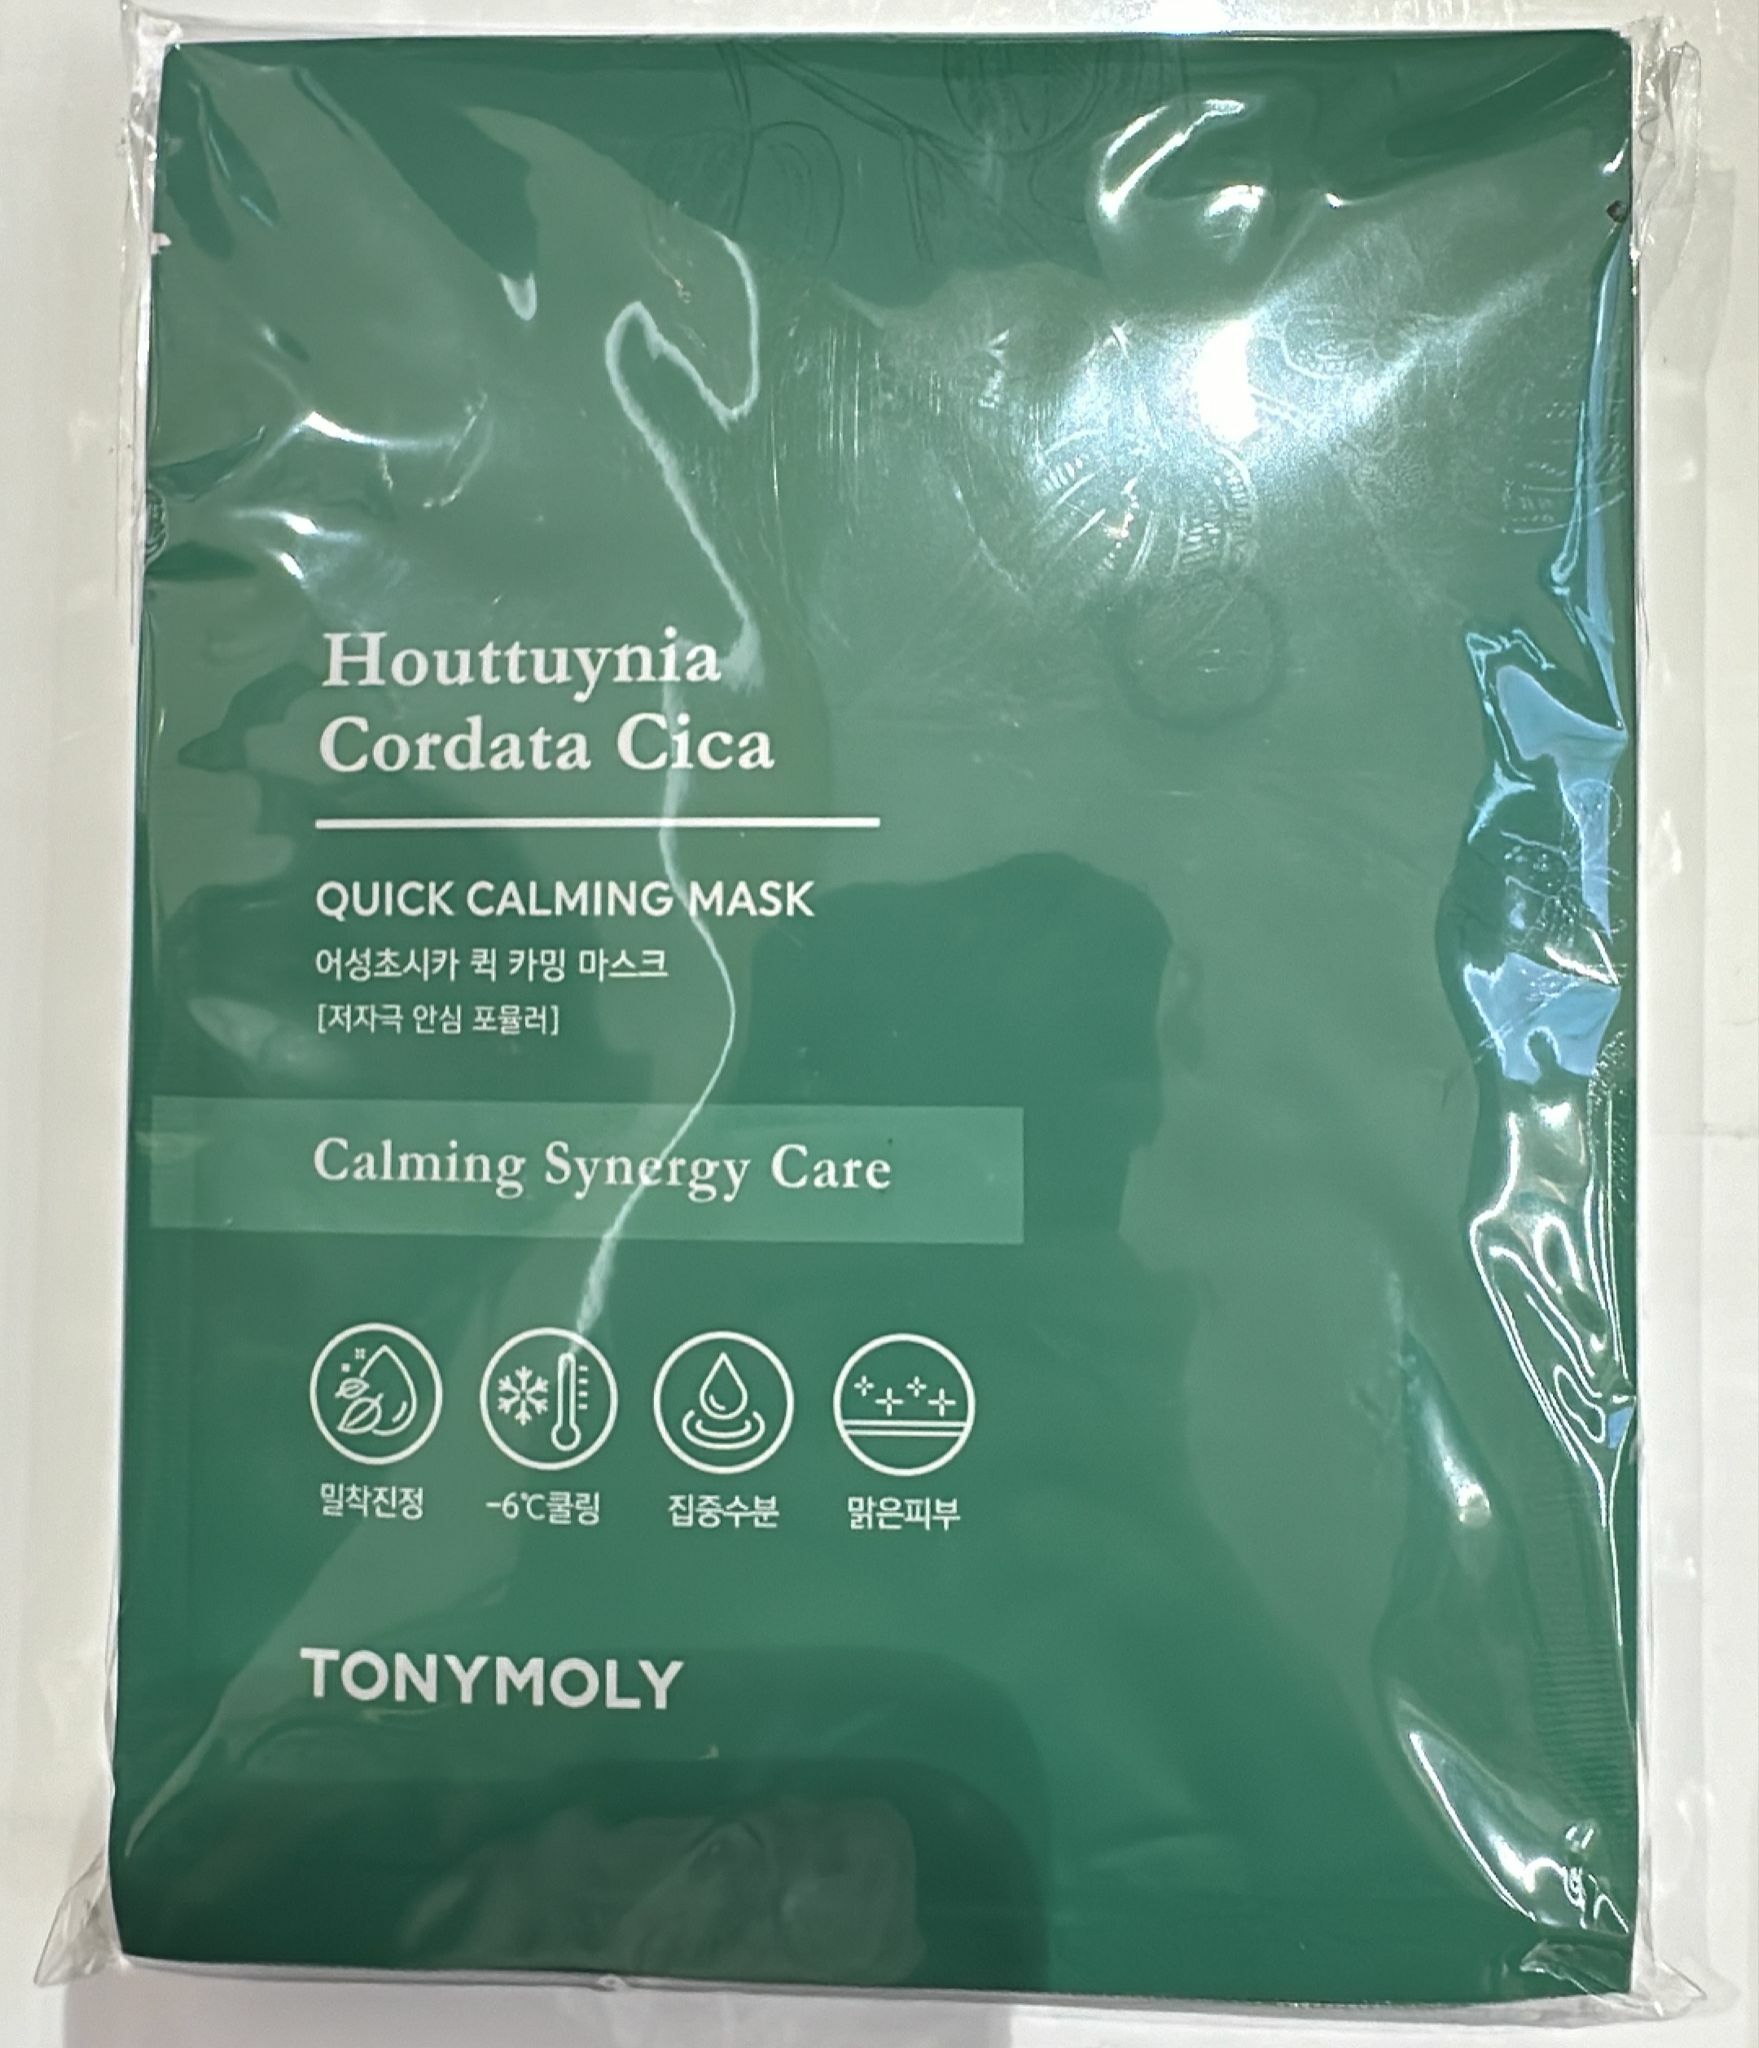 Houttuynia
Cordata Cica
QUICK CALMING MASK
어성초시카 퀵 카밍 마스크
[저자극 안심 포뮬러]
Calming Synergy Care
밀착진정 -6℃쿨링 집중수분 맑은피부
TONYMOLY